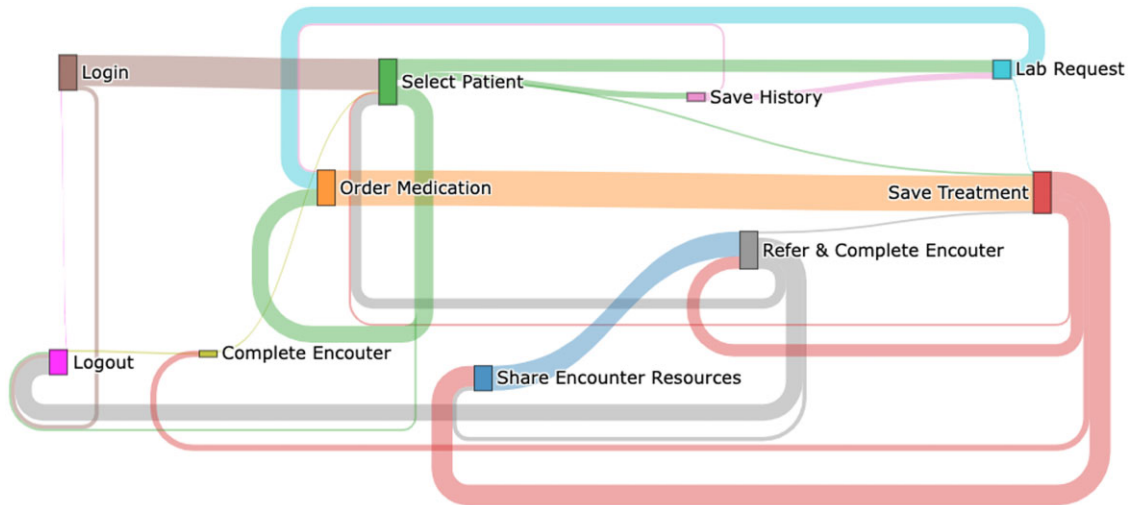 Login
Select Patient
Lab Request
Save History
Order Medication
Save Treatment
Refer & Complete Encouter
Logout
Complete Encouter
Share Encounter Resources